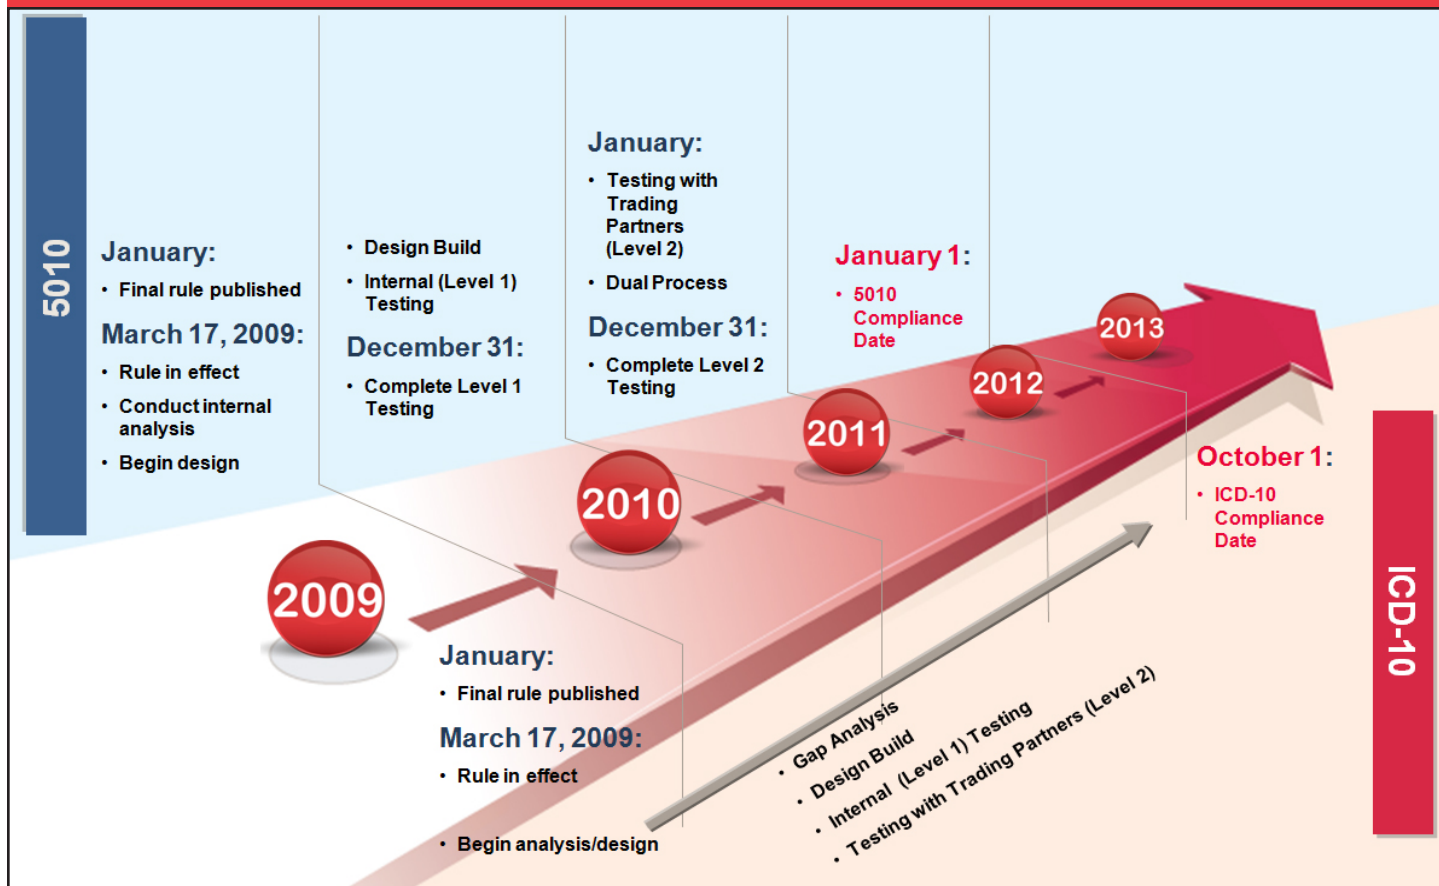 5010
January:
• Final rule published
March 17, 2009:
• Rule in effect
• Conduct internal
analysis
• Begin design
• Design Build
• Internal (Level 1)
Testing
December 31:
• Complete Level 1
Testing
January:
• Testing with
Trading
Partners
(Level 2)
• Dual Process
December 31:
• Complete Level 2
Testing
January 1:
• 5010
Compliance
Date
2009
2010
2011
2012
2013
January:
• Final rule published
March 17, 2009:
• Rule in effect
• Begin analysis/design
• Gap Analysis
• Design Build
• Internal (Level 1) Testing
• Testing with Trading Partners (Level 2)
October 1:
• ICD-10
Compliance
Date
ICD-10